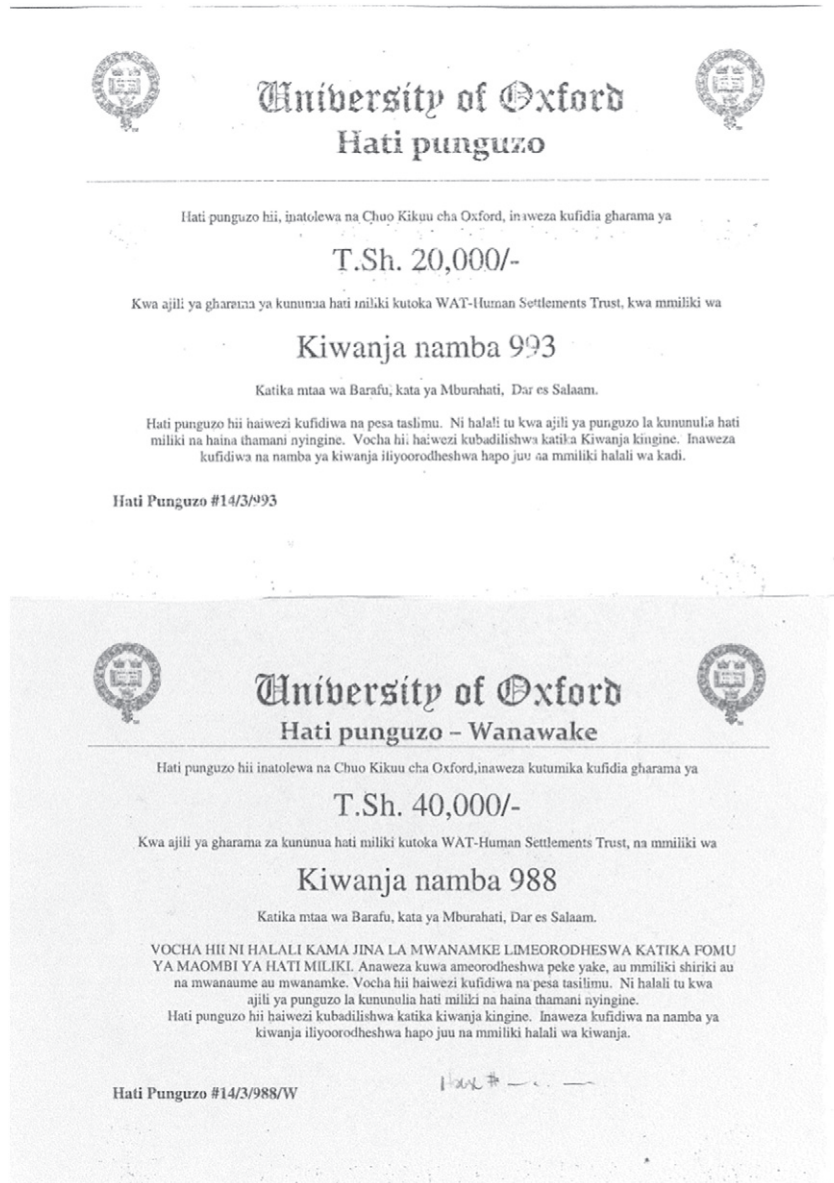 University of Oxford
Hati punguzo
Hati punguzo hii, inatolewa na Chuo Kikuu cha Oxford, inaweza kufidia gharama ya
T.Sh. 20,000/-
Kwa ajili ya gharama ya kununua hati miliki kutoka WAT-Human Settlements Trust, kwa mmiliki wa
Kiwanja namba 993
Katika mtaa wa Barafu, kata ya Mburahati, Dar es Salaam.
Hati punguzo hii haiwezi kufidiwa na pesa taslimu. Ni halali tu kwa ajili ya punguzo la kununulia hati
miliki na haina thamani nyingine. Vocha hii haiwezi kubadilishwa katika Kiwanja kingine. Inaweza
kufidiwa na namba ya kiwanja iliyoorodheshwa hapo juu na mmiliki halali wa kadi.
Hati Punguzo #14/3/993
University of Oxford
Hati punguzo – Wanawake
Hati punguzo hii inatolewa na Chuo Kikuu cha Oxford,inaweza kutumika kufidia gharama ya
T.Sh. 40,000/-
Kwa ajili ya gharama za kununua hati miliki kutoka WAT-Human Settlements Trust, na mmiliki wa
Kiwanja namba 988
Katika mtaa wa Barafu, kata ya Mburahati, Dar es Salaam.
VOCHA HII NI HALALI KAMA JINA LA MWANAMKE LIMEORODHESWA KATIKA FOMU
YA MAOMBI YA HATI MILIKI. Anaweza kuwa ameorodheshwa peke yake, au mmiliki shiriki au
na mwanaume au mwanamke. Vocha hii haiwezi kufidiwa na pesa tasilimu. Ni halali tu kwa
ajili ya punguzo la kununulia hati miliki na haina thamani nyingine.
Hati punguzo hii haiwezi kubadilishwa katika kiwanja kingine. Inaweza kufidiwa na namba ya
kiwanja iliyoorodheshwa hapo juu na mmiliki halali wa kiwanja.
Hati Punguzo #14/3/988/W